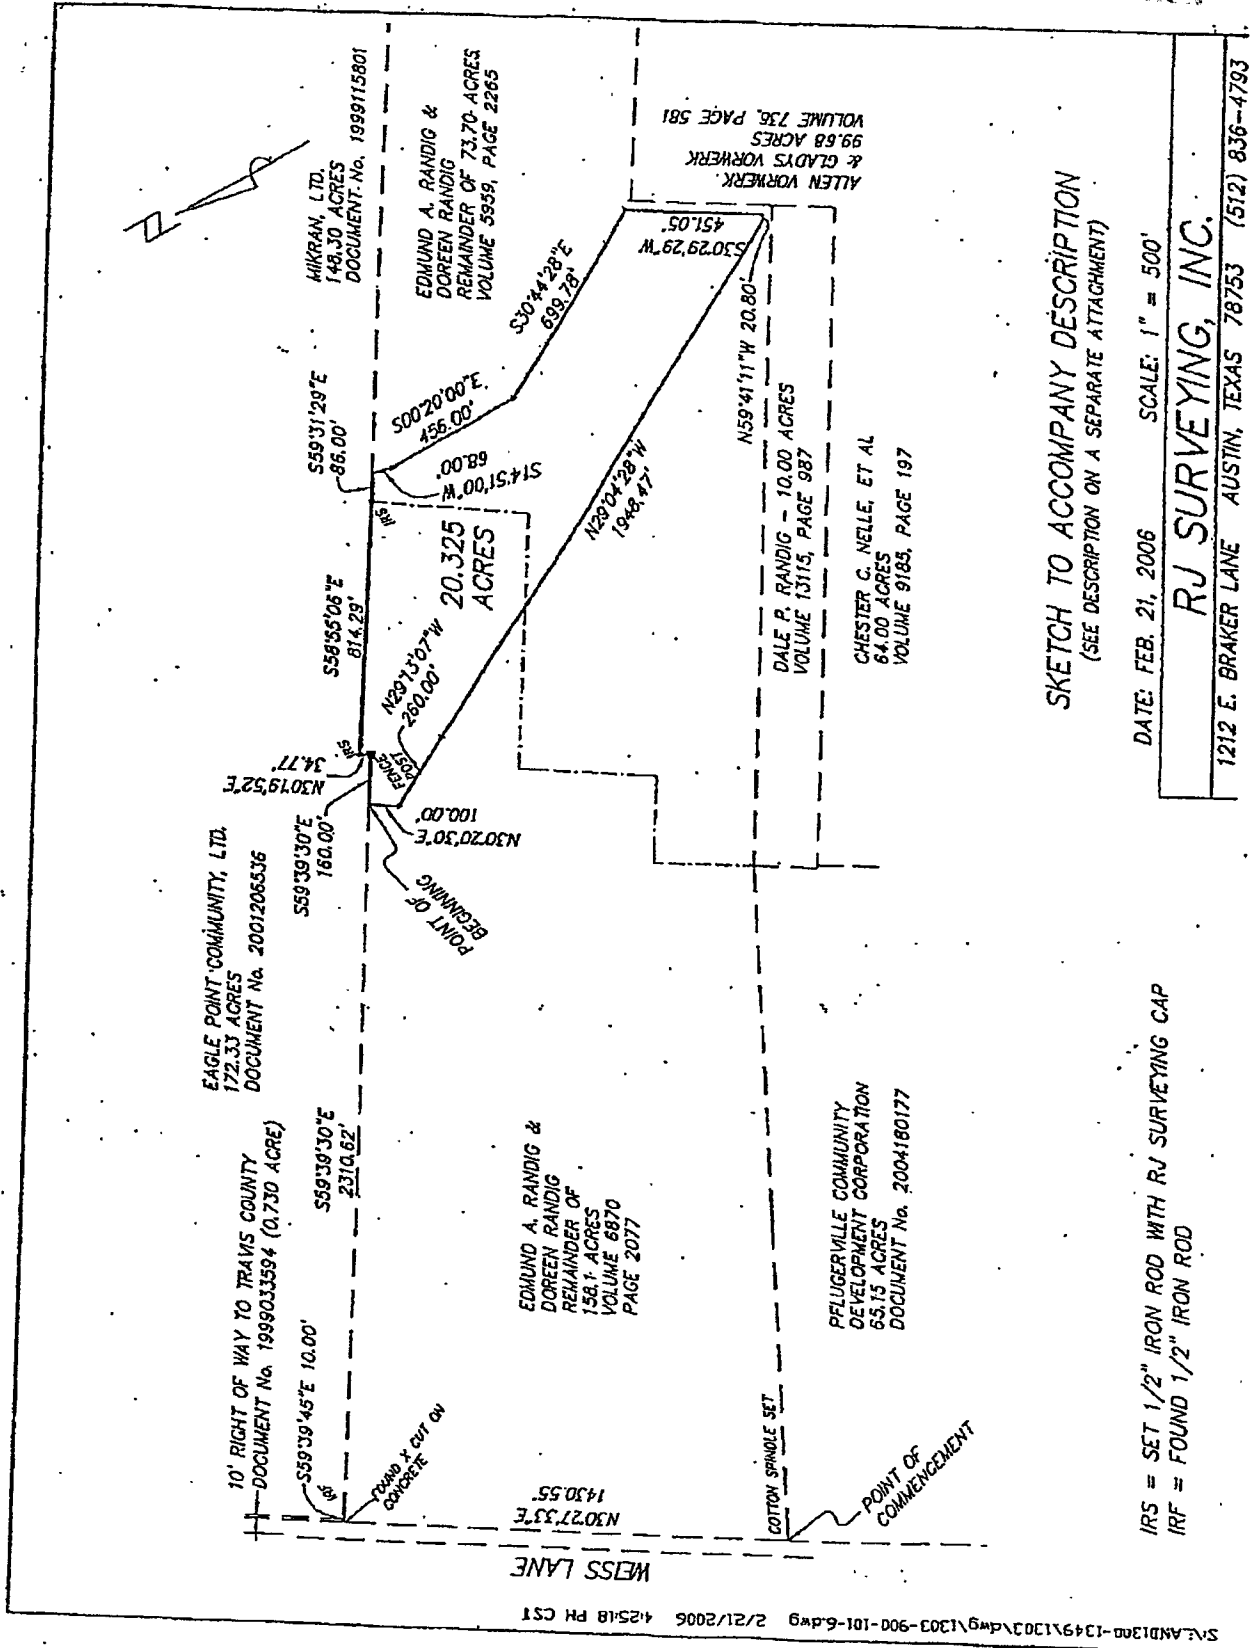 MIKRAN, LTD.
148.30 ACRES
DOCUMENT. No. 1999115801
EDMUND A. RANDIG &
DOREEN RANDIG
REMAINDER OF 73.70 ACRES
VOLUME 5959, PAGE 2265
ALLEN VORWERK
& GLADYS VORWERK
99.68 ACRES
VOLUME 736, PAGE 581
S59°31'29"E
86.00'
S00°20'00"E
456.00'
S14°51'00"W
68.00'
S30°44'28"E
699.78'
S30°29'29"W
451.05'
N59°41'11"W 20.80'
N29°04'28"W
1948.47'
20.325
ACRES
IRS
S58°55'06"E
814.29'
N29°13'07"W
260.00'
FENCE
POST
IRS
N30°19'52"E
34.77'
S59°39'30"E
160.00'
N30°20'30"E
100.00'
POINT OF
BEGINNING
DALE P. RANDIG - 10.00 ACRES
VOLUME 13115, PAGE 987
CHESTER C. NELLE, ET AL
64.00 ACRES
VOLUME 9185, PAGE 197
EAGLE POINT COMMUNITY, LTD.
172.33 ACRES
DOCUMENT No. 2001206536
10' RIGHT OF WAY TO TRAVIS COUNTY
DOCUMENT No. 1999033594 (0.730 ACRE)
S59°39'30"E
2310.62'
S59°39'45"E 10.00'
FOUND X CUT ON
CONCRETE
EDMUND A. RANDIG &
DOREEN RANDIG
REMAINDER OF
158.1 ACRES
VOLUME 6870
PAGE 2077
PFLUGERVILLE COMMUNITY
DEVELOPMENT CORPORATION
65.15 ACRES
DOCUMENT No. 2004180177
N30°27'33"E
1430.55'
WEISS LANE
COTTON SPINDLE SET
POINT OF
COMMENCEMENT
IRS = SET 1/2" IRON ROD WITH RJ SURVEYING CAP
IRF = FOUND 1/2" IRON ROD
SKETCH TO ACCOMPANY DESCRIPTION
(SEE DESCRIPTION ON A SEPARATE ATTACHMENT)
DATE: FEB. 21, 2006 SCALE: 1" = 500'
RJ SURVEYING, INC.
1212 E. BRAKER LANE AUSTIN, TEXAS 78753 (512) 836-4793
S:\LAND1300-1349\1303\dwg\1303-900-101-6.dwg 2/21/2006 4:25:18 PM CST